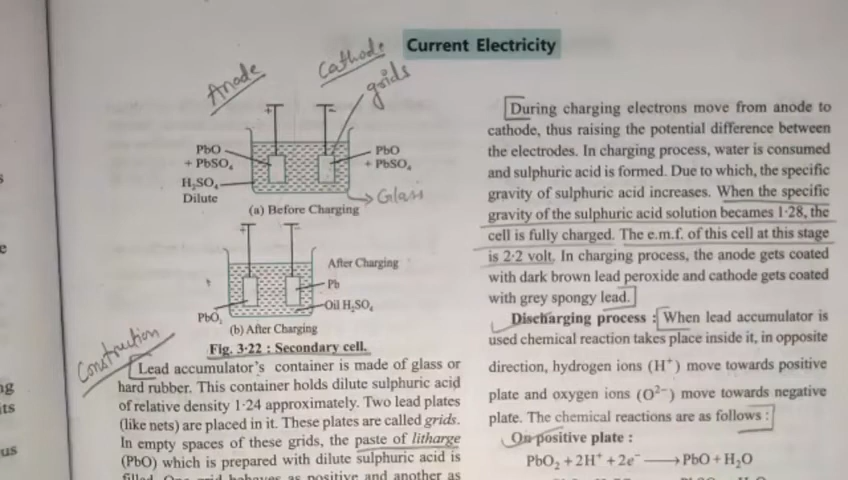 Current Electricity
Anode
Cathode
grids
PbO
+ PbSO₄
H₂SO₄
Dilute
PbO
+ PbSO₄
Glass
(a) Before Charging
After Charging
Pb
Oil H₂SO₄
PbO₂
(b) After Charging
Fig. 3·22 : Secondary cell.
Construction
Lead accumulator's container is made of glass or
hard rubber. This container holds dilute sulphuric acid
of relative density 1·24 approximately. Two lead plates
(like nets) are placed in it. These plates are called grids.
In empty spaces of these grids, the paste of litharge
(PbO) which is prepared with dilute sulphuric acid is
filled. One grid behaves as positive and another as
During charging electrons move from anode to
cathode, thus raising the potential difference between
the electrodes. In charging process, water is consumed
and sulphuric acid is formed. Due to which, the specific
gravity of sulphuric acid increases. When the specific
gravity of the sulphuric acid solution becames 1·28, the
cell is fully charged. The e.m.f. of this cell at this stage
is 2·2 volt. In charging process, the anode gets coated
with dark brown lead peroxide and cathode gets coated
with grey spongy lead.
Discharging process : When lead accumulator is
used chemical reaction takes place inside it, in opposite
direction, hydrogen ions (H⁺) move towards positive
plate and oxygen ions (O²⁻) move towards negative
plate. The chemical reactions are as follows :
On positive plate :
PbO₂ + 2H⁺ + 2e⁻ ⟶ PbO + H₂O